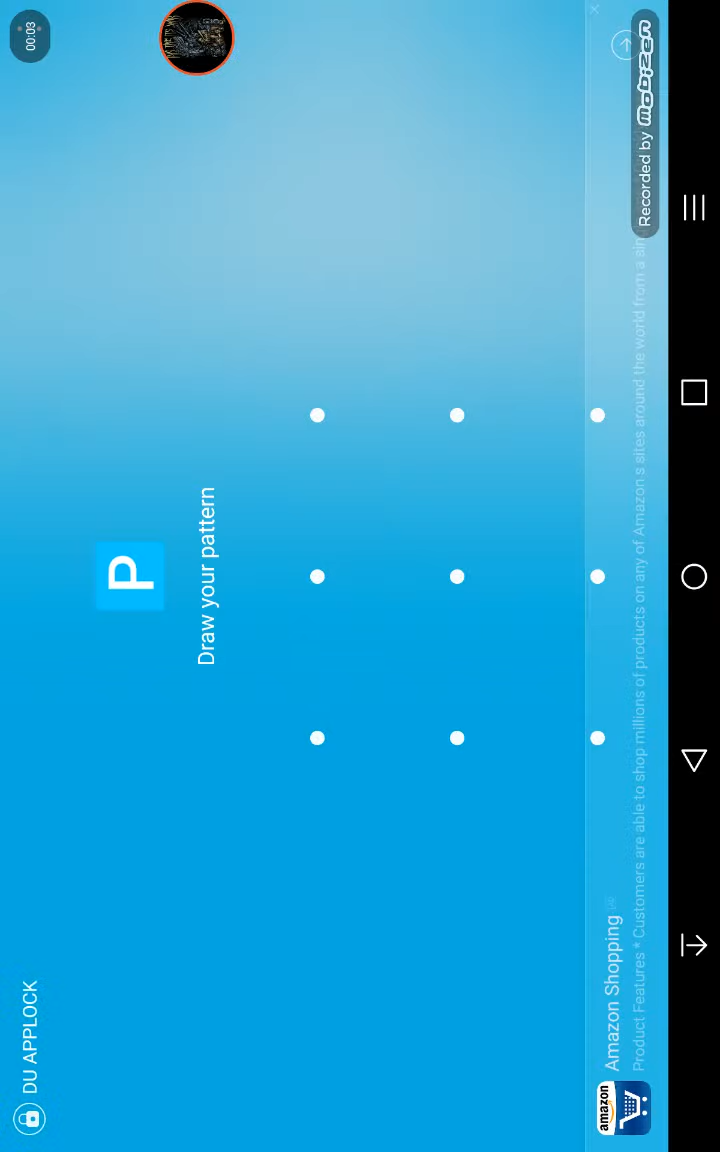 DU APPLOCK
00:03
P
Draw your pattern
Amazon Shopping
Product Features * Customers are able to shop millions of products on any of Amazon s sites around the world from a
amazon
Recorded by mobizen